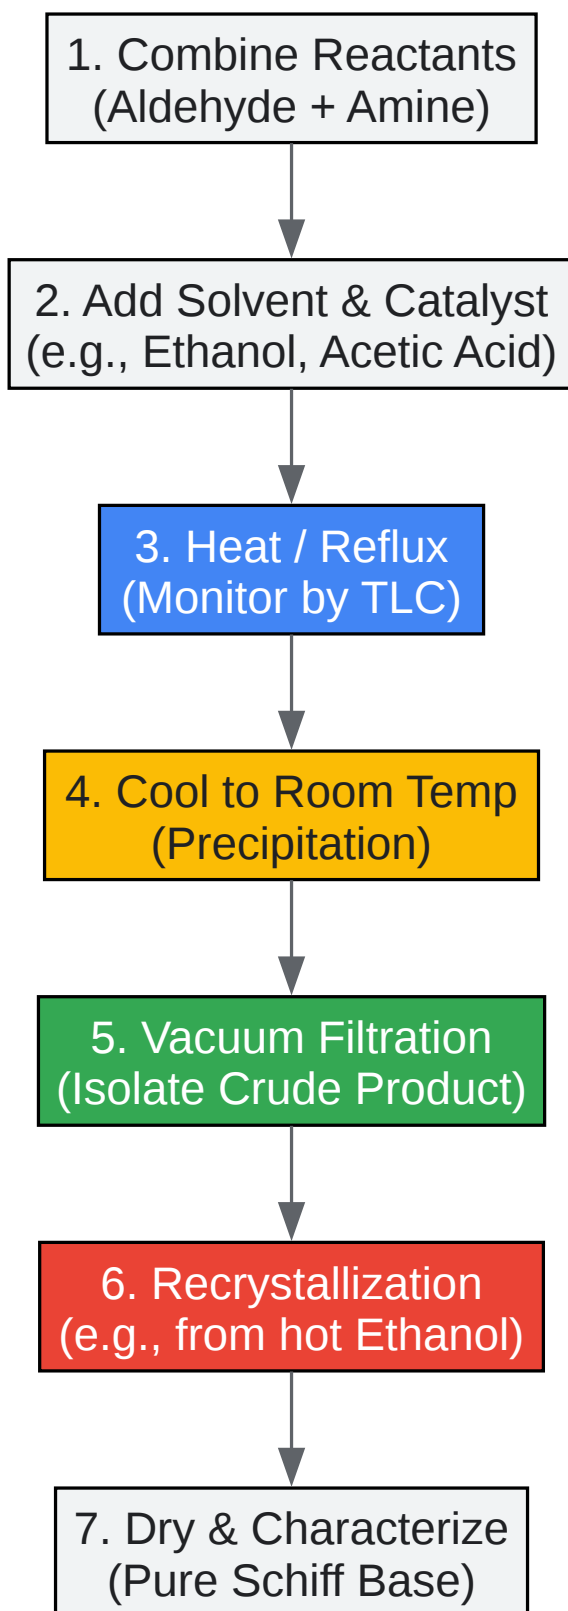 1. Combine Reactants
(Aldehyde + Amine)
2. Add Solvent & Catalyst
(e.g., Ethanol, Acetic Acid)
3. Heat / Reflux
(Monitor by TLC)
4. Cool to Room Temp
(Precipitation)
5. Vacuum Filtration
(Isolate Crude Product)
6. Recrystallization
(e.g., from hot Ethanol)
7. Dry & Characterize
(Pure Schiff Base)